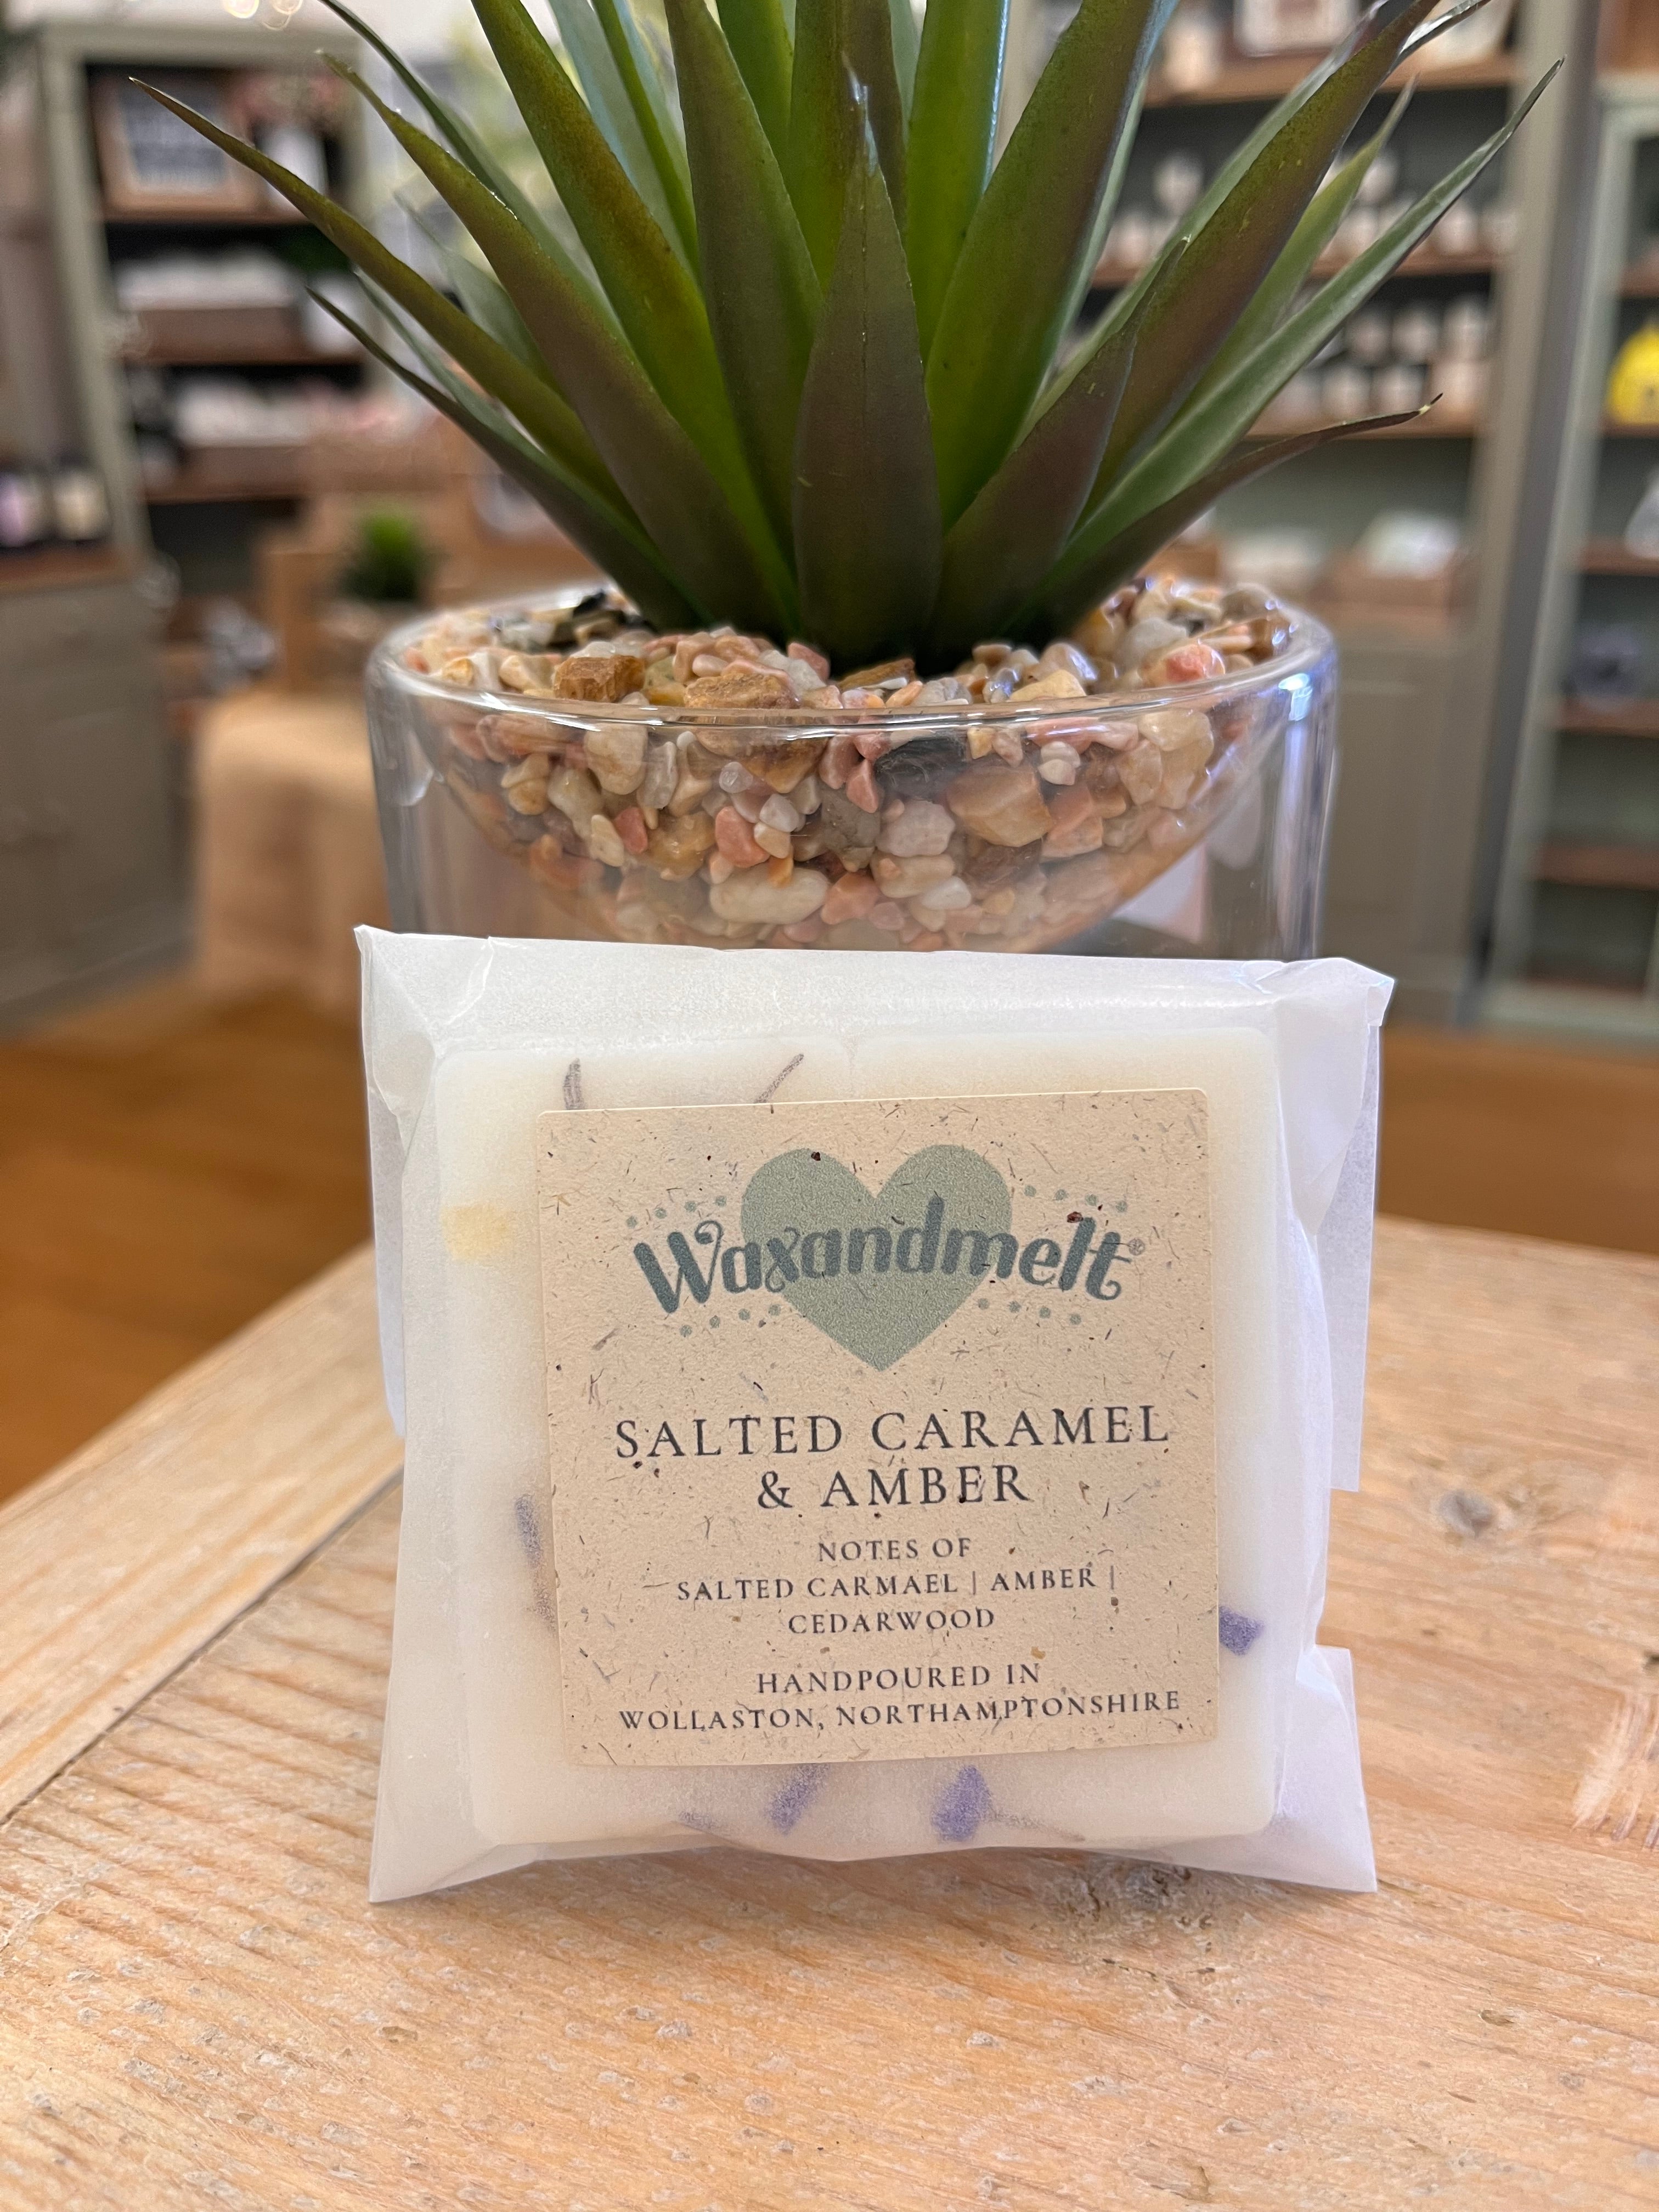 Waxandmelt®
SALTED CARAMEL
& AMBER
NOTES OF
SALTED CARMAEL | AMBER |
CEDARWOOD
HANDPOURED IN
WOLLASTON, NORTHAMPTONSHIRE